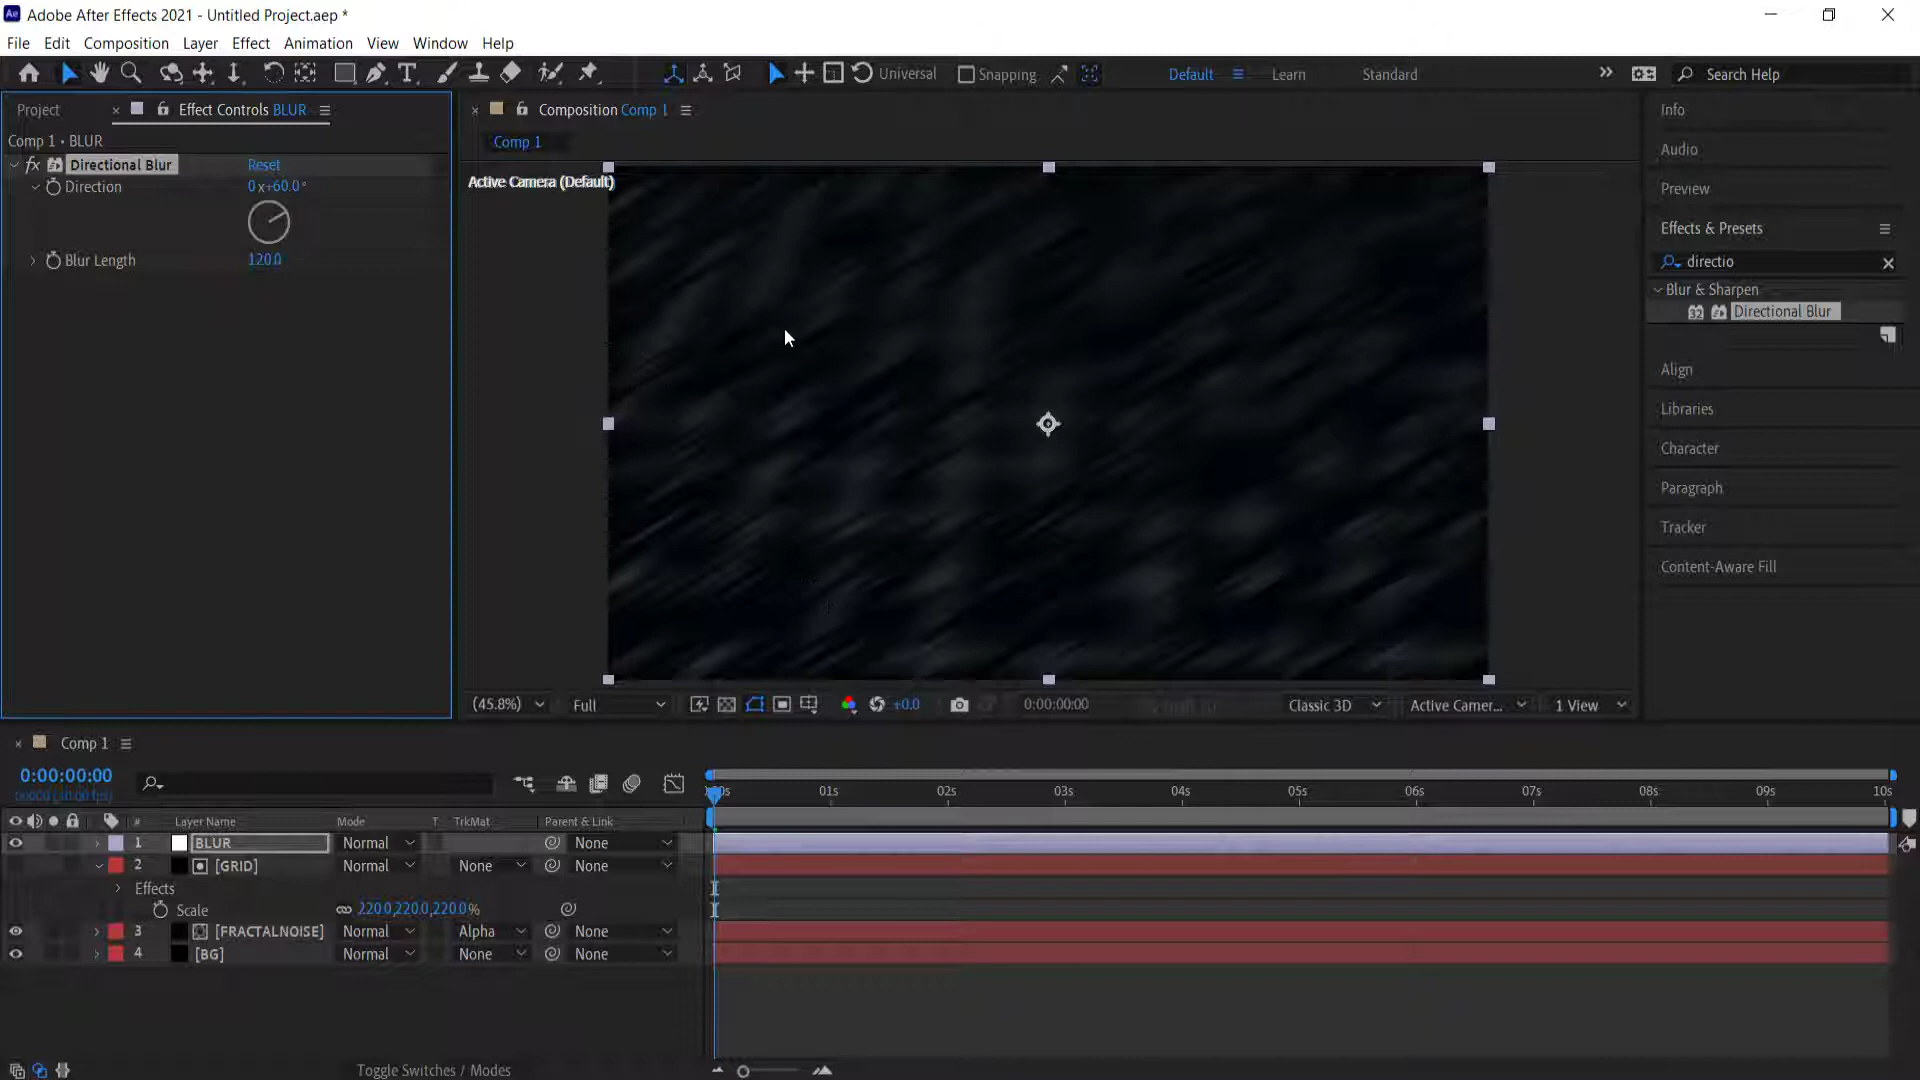 Adobe After Effects 2021 - Untitled Project.aep *
File Edit Composition Layer Effect Animation View Window Help
Universal Snapping Default Learn Standard Search Help
Project Effect Controls BLUR
Comp 1 • BLUR
fx Directional Blur Reset
Direction 0x+60.0°
Blur Length 120.0
Composition Comp 1
Comp 1
Active Camera (Default)
(45.8%) Full +0.0 0:00:00:00 Classic 3D Active Camer... 1 View
Info
Audio
Preview
Effects & Presets
directio
Blur & Sharpen
32 Directional Blur
Align
Libraries
Character
Paragraph
Tracker
Content-Aware Fill
Comp 1
0:00:00:00
01s 02s 03s 04s 05s 06s 07s 08s 09s 10s
# Layer Name Mode T TrkMat Parent & Link
1 BLUR Normal None
2 [GRID] Normal None None
Effects
Scale 220.0,220.0,220.0%
3 [FRACTALNOISE] Normal Alpha None
4 [BG] Normal None None
Toggle Switches / Modes